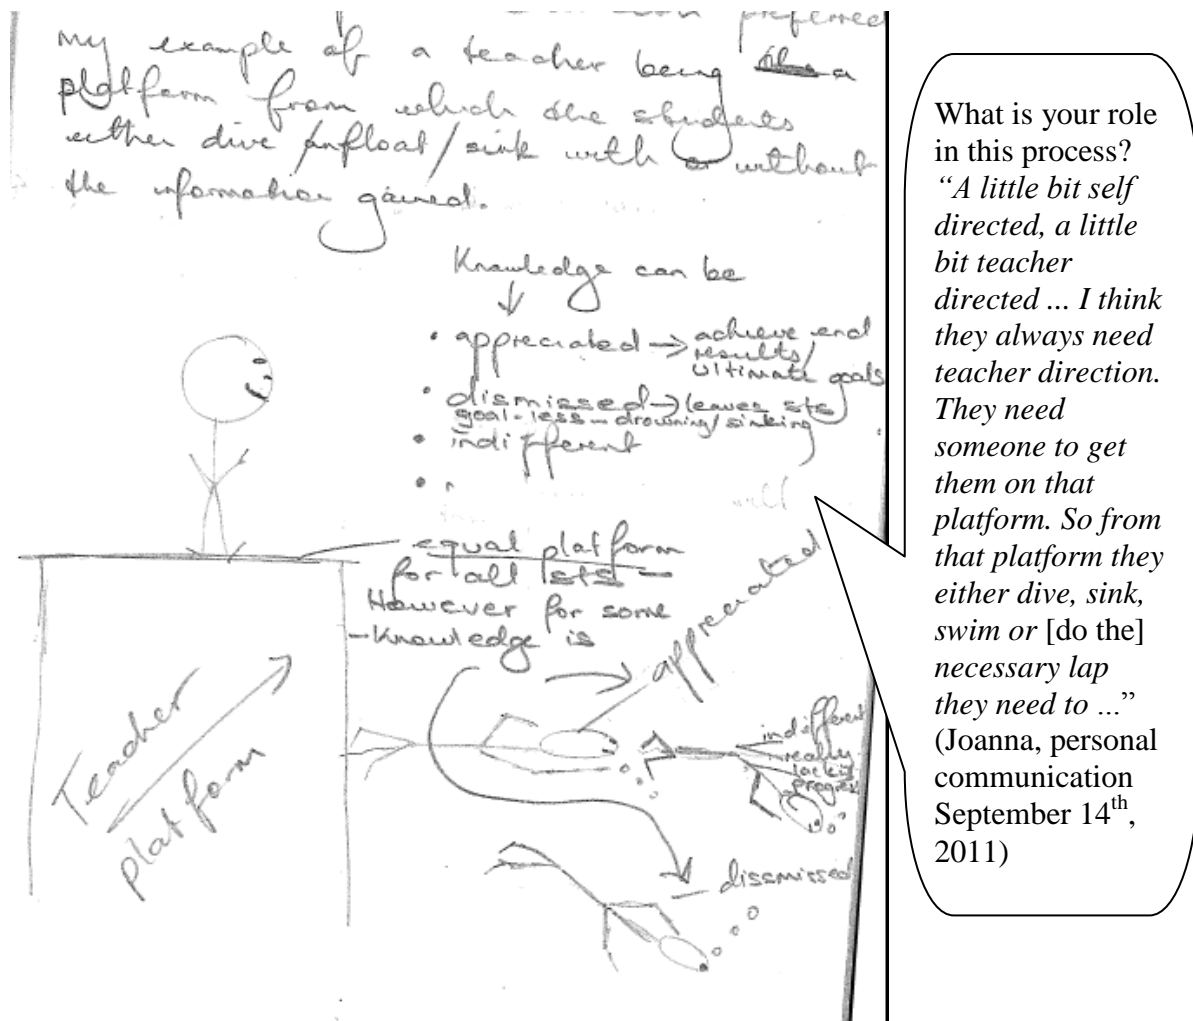 preferred
my example of a teacher being a
platform from which the students
either dive /float/sink with or without
the information gained.
Knowledge can be
• appreciated → achieve end
results/
ultimate goals
• dismissed → leaves sts
goal-less - drowning/sinking
• indifferent
•
will
equal platform
for all sts -
However for some
- Knowledge is
appreciated
Teacher
platform
indifferent
really
lacking
progress
dissmissed
What is your role
in this process?
“A little bit self
directed, a little
bit teacher
directed ... I think
they always need
teacher direction.
They need
someone to get
them on that
platform. So from
that platform they
either dive, sink,
swim or [do the]
necessary lap
they need to ...”
(Joanna, personal
communication
September 14th,
2011)